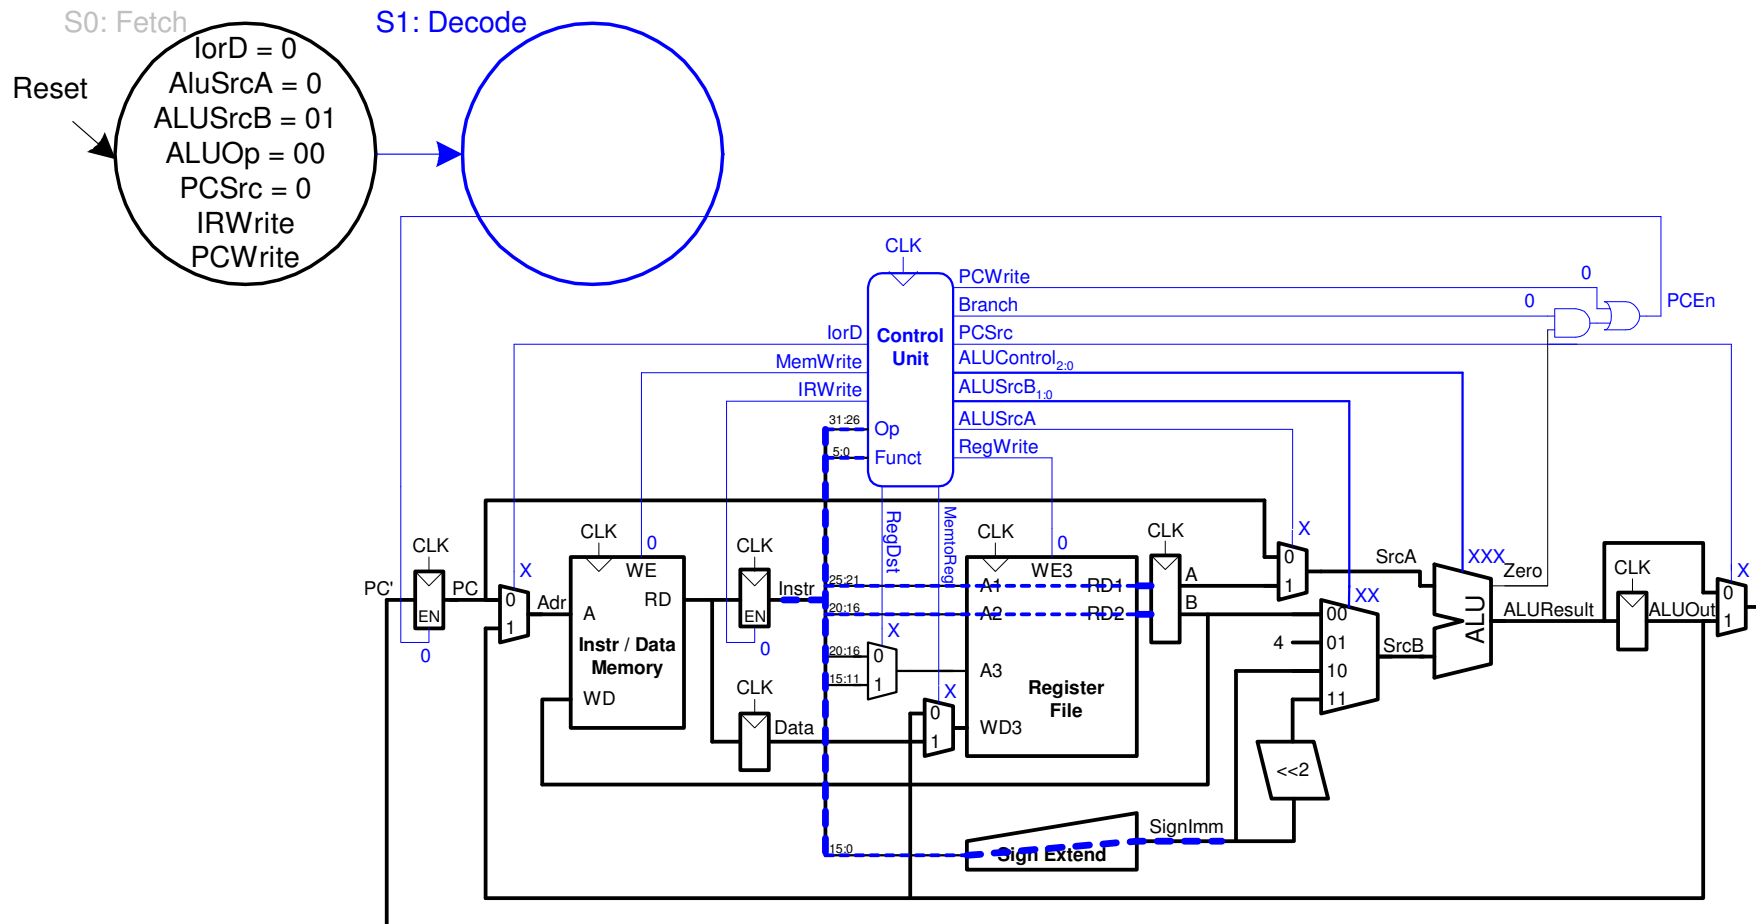 S0: Fetch
S1: Decode
Reset
IorD = 0
AluSrcA = 0
ALUSrcB = 01
ALUOp = 00
PCSrc = 0
IRWrite
PCWrite
CLK
PCWrite
0
Branch
0
PCEn
IorD
Control
Unit
PCSrc
MemWrite
ALUControl2:0
IRWrite
ALUSrcB1:0
31:26
Op
ALUSrcA
5:0
Funct
RegWrite
RegDst
MemtoReg
CLK
CLK
CLK
CLK
CLK
X
0
0
X
XXX
X
CLK
PC'
PC
EN
0
0
1
Adr
WE
A
RD
Instr / Data
Memory
WD
EN
0
Instr
CLK
Data
25:21
20:16
X
20:16
0
15:11
1
X
0
1
WE3
A1
RD1
A2
RD2
A3
Register
File
WD3
A
B
0
1
SrcA
XX
00
4
01
10
11
SrcB
ALU
Zero
ALUResult
ALUOut
0
1
<<2
15:0
Sign Extend
SignImm